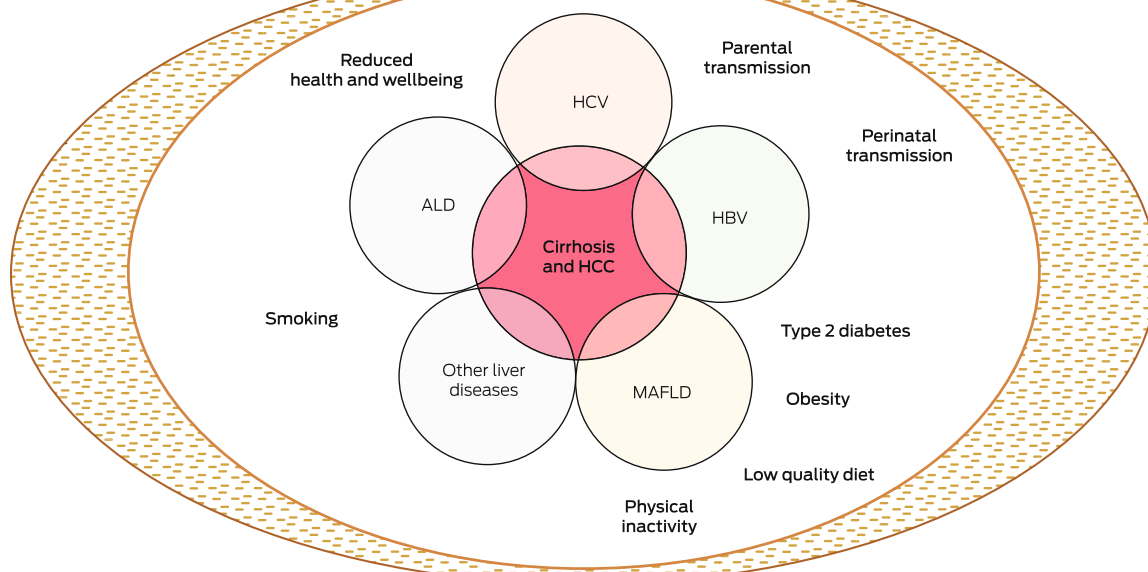 Reduced
health and wellbeing
HCV
Parental
transmission
Perinatal
transmission
ALD
HBV
Cirrhosis
and HCC
Smoking
Type 2 diabetes
Other liver
diseases
MAFLD
Obesity
Low quality diet
Physical
inactivity